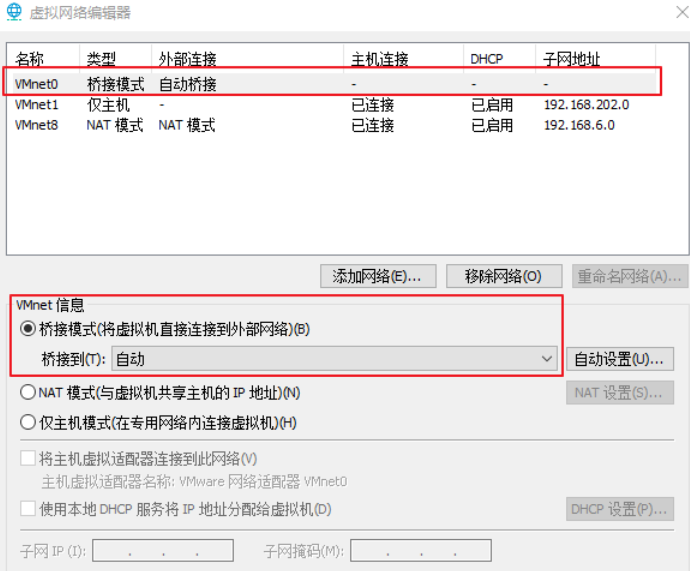 虚拟网络编辑器
名称 类型 外部连接 主机连接 DHCP 子网地址
VMnet0 桥接模式 自动桥接 - - -
VMnet1 仅主机 - 已连接 已启用 192.168.202.0
VMnet8 NAT 模式 NAT 模式 已连接 已启用 192.168.6.0
添加网络(E)... 移除网络(O) 重命名网络(A)...
VMnet 信息
桥接模式(将虚拟机直接连接到外部网络)(B)
桥接到(T): 自动 自动设置(U)...
NAT 模式(与虚拟机共享主机的 IP 地址)(N) NAT 设置(S)...
仅主机模式(在专用网络内连接虚拟机)(H)
将主机虚拟适配器连接到此网络(V)
主机虚拟适配器名称: VMware 网络适配器 VMnet0
使用本地 DHCP 服务将 IP 地址分配给虚拟机(D) DHCP 设置(P)...
子网 IP (I): . . . 子网掩码(M): . . .